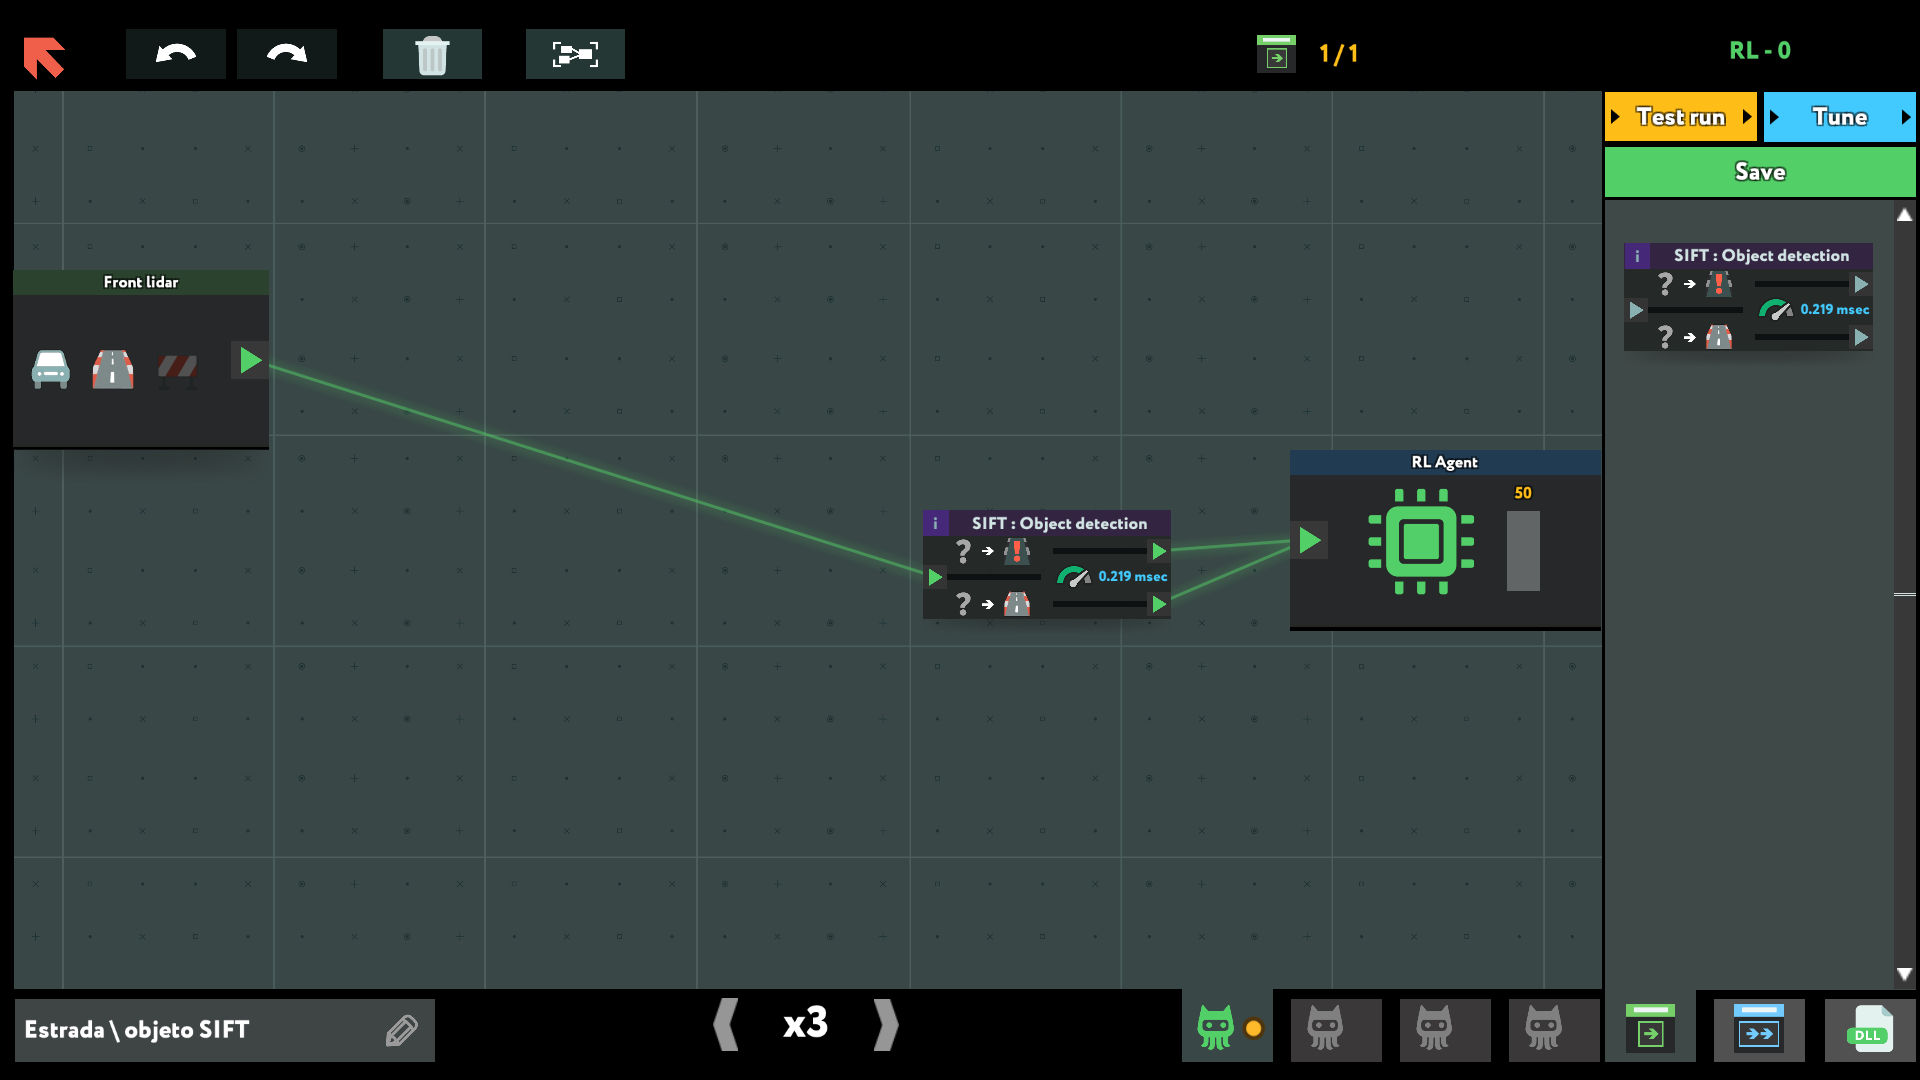 1/1
RL - 0
Test run
Tune
Save
Front lidar
i SIFT : Object detection
? ?
0.219 msec
RL Agent
50
i SIFT : Object detection
? !
0.219 msec
?
Estrada \ objeto SIFT
x3
DLL